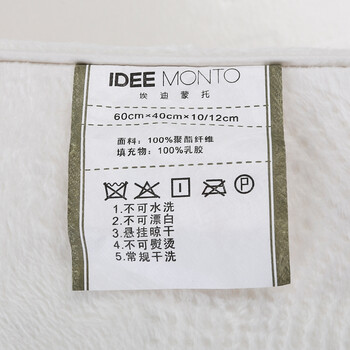 IDEE MONTO
埃迪蒙托
60cm×40cm×10/12cm
面料：100%聚酯纤维
填充物：100%乳胶
P
1.不可水洗
2.不可漂白
3.悬挂晾干
4.不可熨烫
5.常规干洗